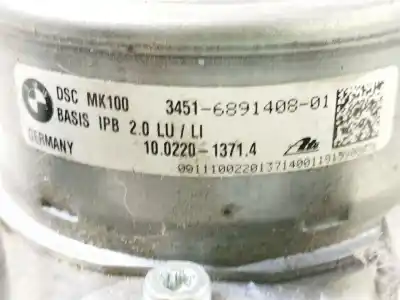 DSC MK100 3451-6891408-01
BASIS IPB 2.0 LU/LI
GERMANY 10.0220-1371.4